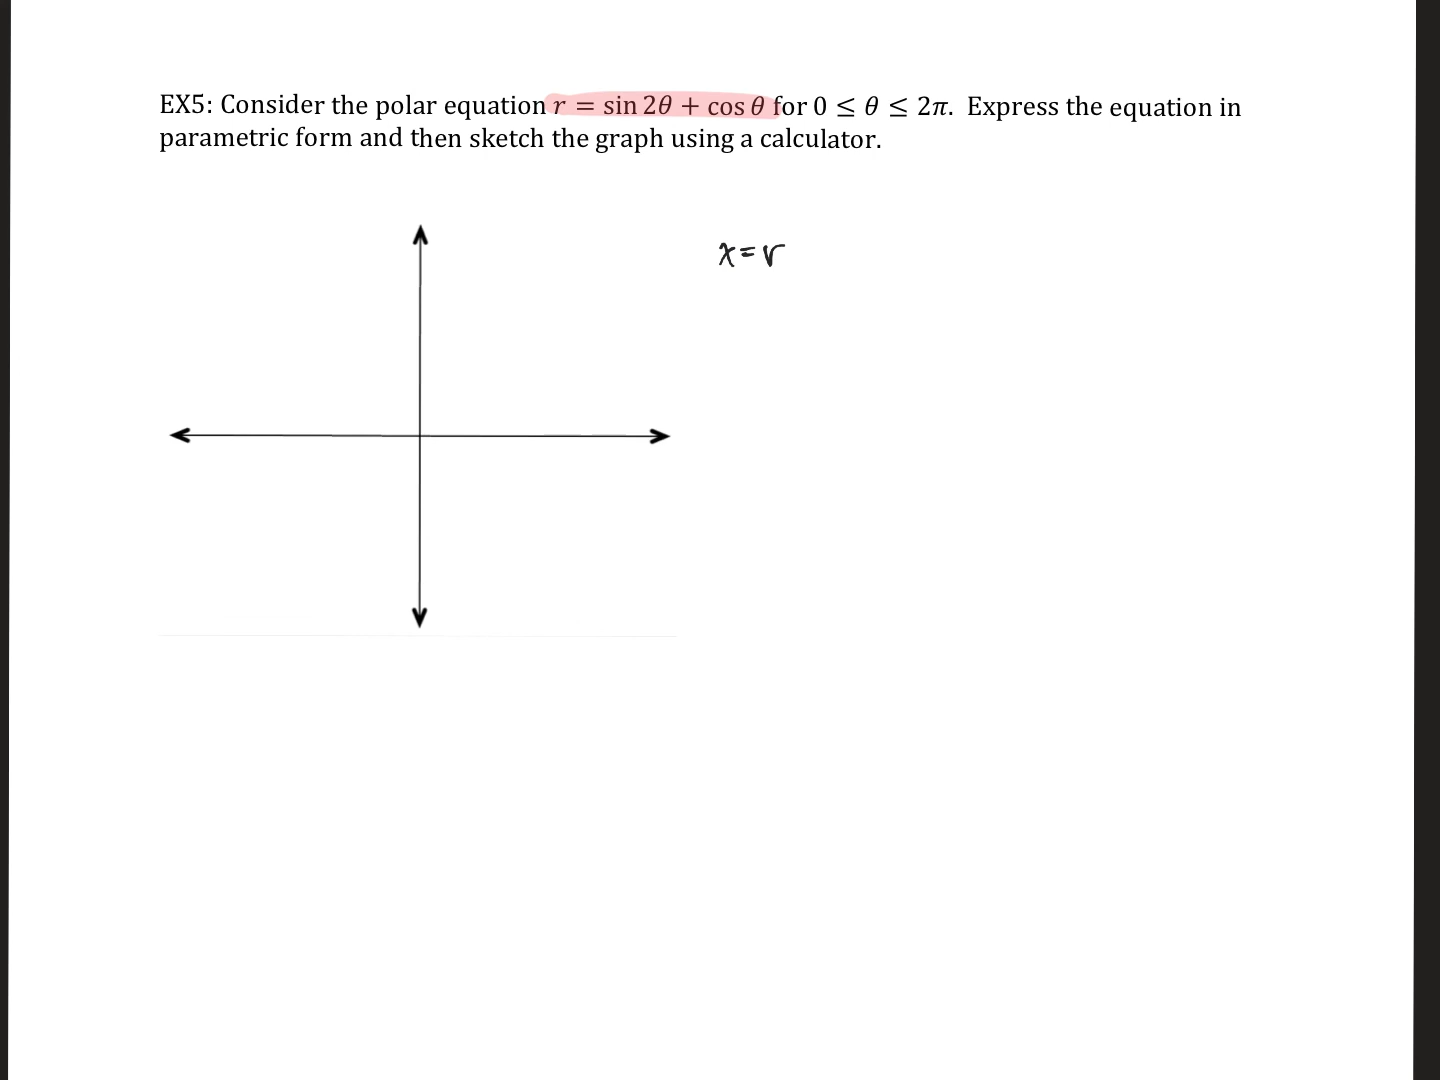 EX5: Consider the polar equation r = sin 2θ + cos θ for 0 ≤ θ ≤ 2π. Express the equation in
parametric form and then sketch the graph using a calculator.
x=r